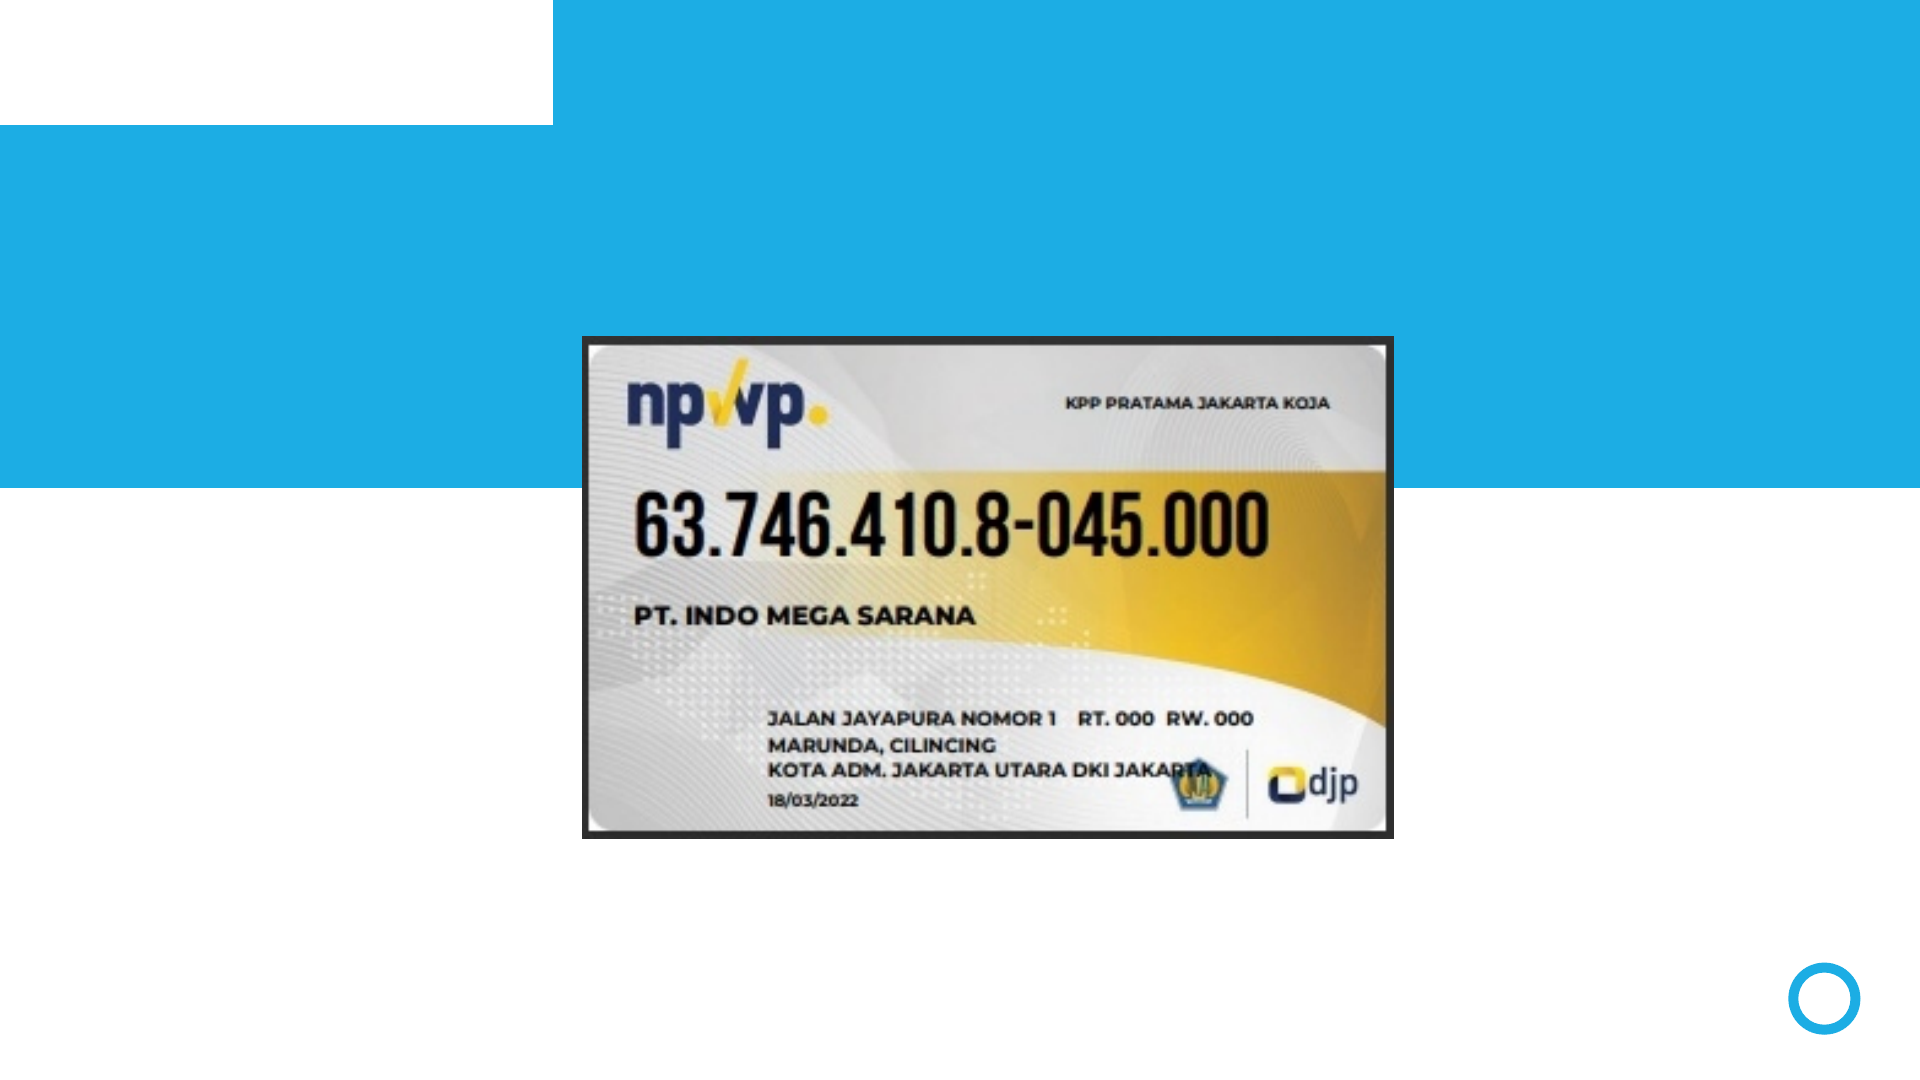 npwp.
KPP PRATAMA JAKARTA KOJA
63.746.410.8-045.000
PT. INDO MEGA SARANA
JALAN JAYAPURA NOMOR 1 RT. 000 RW. 000
MARUNDA, CILINCING
KOTA ADM. JAKARTA UTARA DKI JAKARTA
18/03/2022
djp